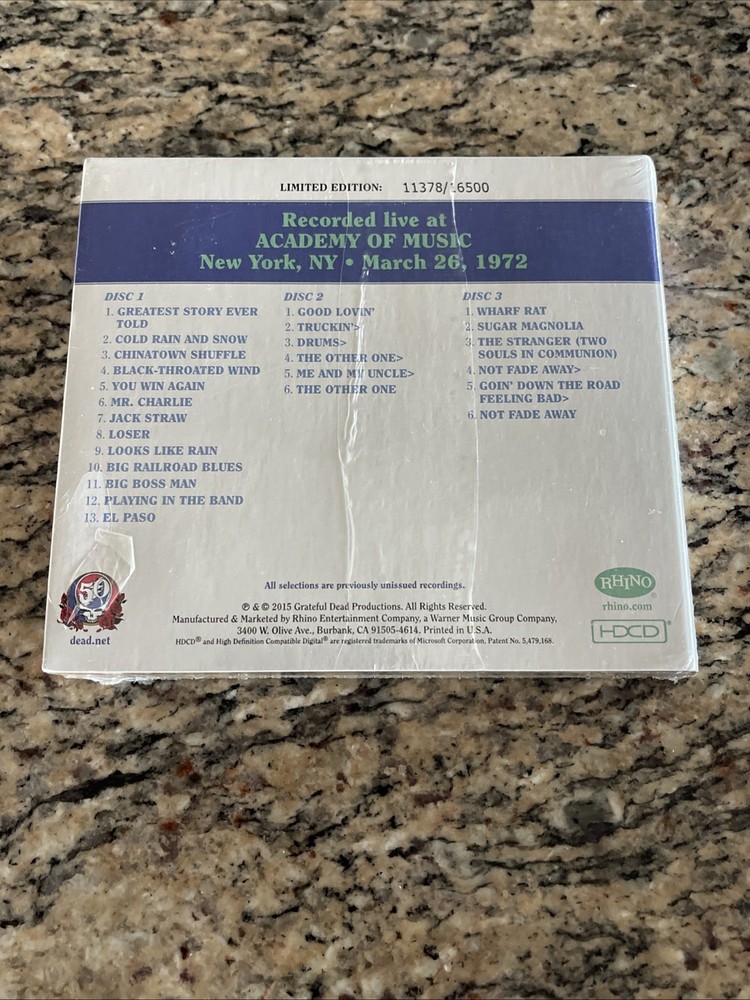 LIMITED EDITION: 11378/16500
Recorded live at
ACADEMY OF MUSIC
New York, NY • March 26, 1972
DISC 1
1. GREATEST STORY EVER
TOLD
2. COLD RAIN AND SNOW
3. CHINATOWN SHUFFLE
4. BLACK-THROATED WIND
5. YOU WIN AGAIN
6. MR. CHARLIE
7. JACK STRAW
8. LOSER
9. LOOKS LIKE RAIN
10. BIG RAILROAD BLUES
11. BIG BOSS MAN
12. PLAYING IN THE BAND
13. EL PASO
DISC 2
1. GOOD LOVIN'
2. TRUCKIN'>
3. DRUMS>
4. THE OTHER ONE>
5. ME AND MY UNCLE>
6. THE OTHER ONE
DISC 3
1. WHARF RAT
2. SUGAR MAGNOLIA
3. THE STRANGER (TWO
SOULS IN COMMUNION)
4. NOT FADE AWAY>
5. GOIN' DOWN THE ROAD
FEELING BAD>
6. NOT FADE AWAY
All selections are previously unissued recordings.
℗ & © 2015 Grateful Dead Productions. All Rights Reserved.
Manufactured & Marketed by Rhino Entertainment Company, a Warner Music Group Company,
3400 W. Olive Ave., Burbank, CA 91505-4614. Printed in U.S.A.
HDCD® and High Definition Compatible Digital® are registered trademarks of Microsoft Corporation, Patent No. 5,479,168.
dead.net
RHINO®
rhino.com
HDCD®